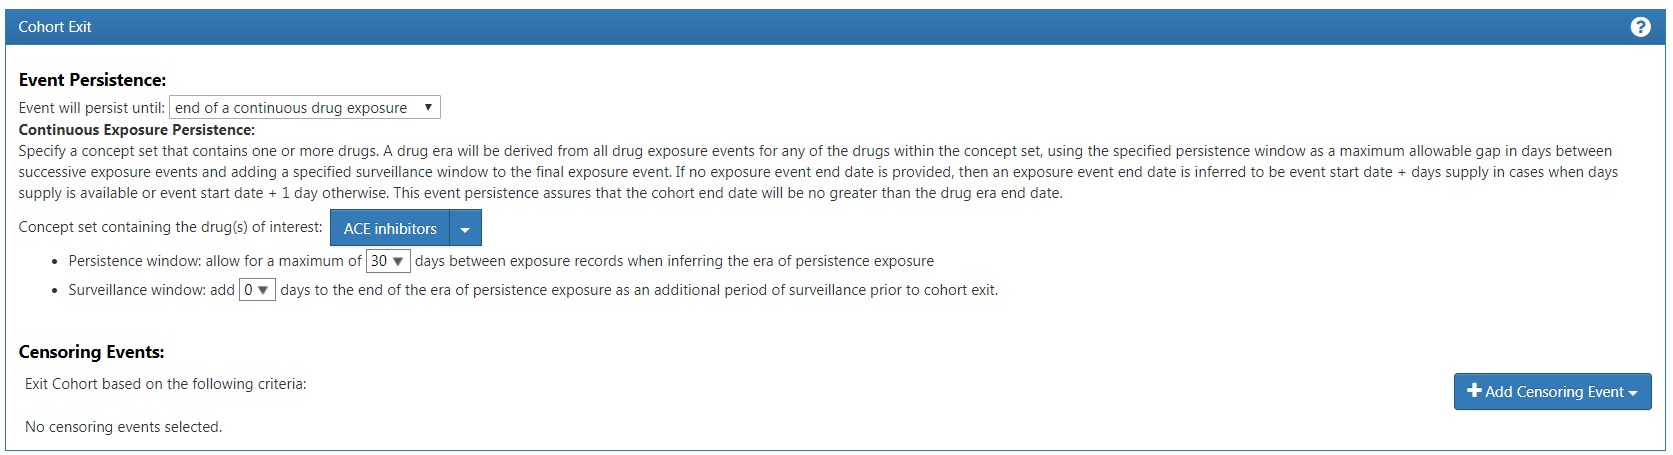 Cohort Exit ?
Event Persistence:
Event will persist until: end of a continuous drug exposure
Continuous Exposure Persistence:
Specify a concept set that contains one or more drugs. A drug era will be derived from all drug exposure events for any of the drugs within the concept set, using the specified persistence window as a maximum allowable gap in days between
successive exposure events and adding a specified surveillance window to the final exposure event. If no exposure event end date is provided, then an exposure event end date is inferred to be event start date + days supply in cases when days
supply is available or event start date + 1 day otherwise. This event persistence assures that the cohort end date will be no greater than the drug era end date.
Concept set containing the drug(s) of interest: ACE inhibitors
• Persistence window: allow for a maximum of 30 days between exposure records when inferring the era of persistence exposure
• Surveillance window: add 0 days to the end of the era of persistence exposure as an additional period of surveillance prior to cohort exit.
Censoring Events:
Exit Cohort based on the following criteria:
+ Add Censoring Event
No censoring events selected.